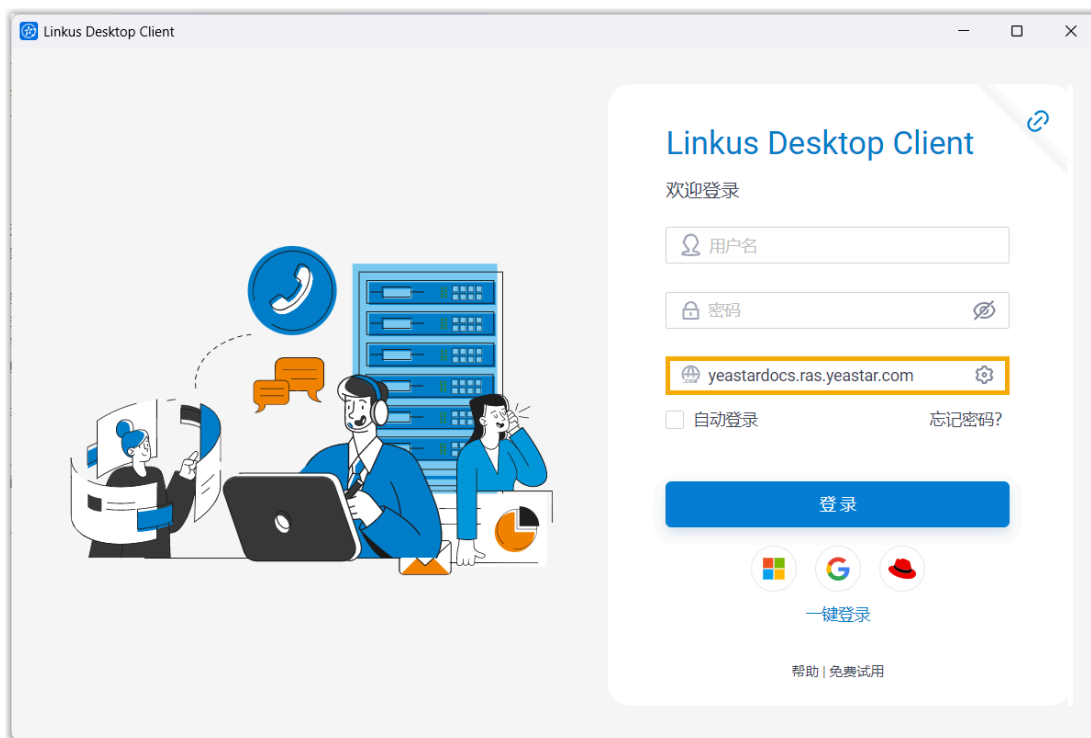 Linkus Desktop Client
Linkus Desktop Client
欢迎登录
用户名
密码
yeastardocs.ras.yeastar.com
自动登录 忘记密码?
登录
一键登录
帮助 | 免费试用